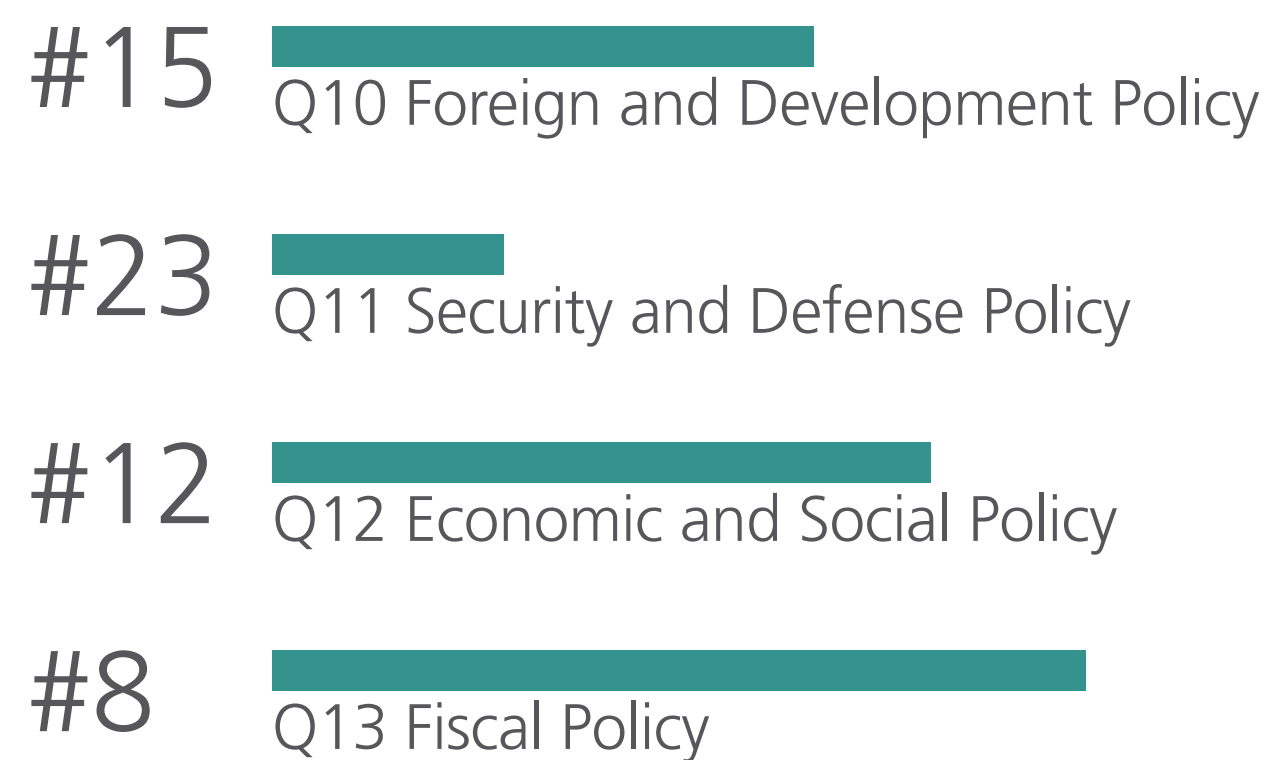 #15
Q10 Foreign and Development Policy
#23
Q11 Security and Defense Policy
#12
Q12 Economic and Social Policy
#8
Q13 Fiscal Policy